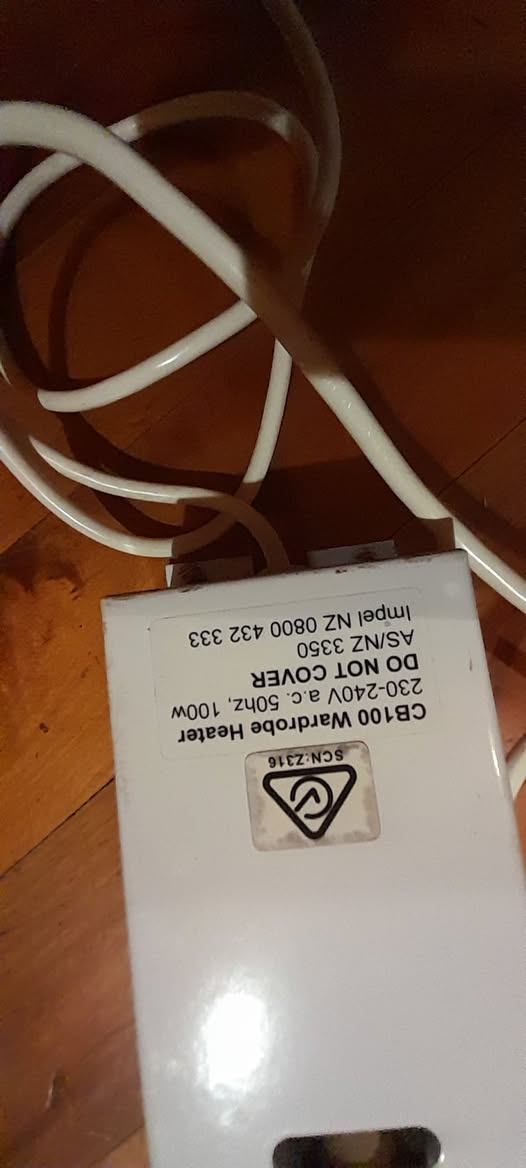 CB100 Wardrobe Heater
230-240V a.c. 50hz, 100w
DO NOT COVER
AS/NZ 3350
Impel NZ 0800 432 333
SCN:Z316